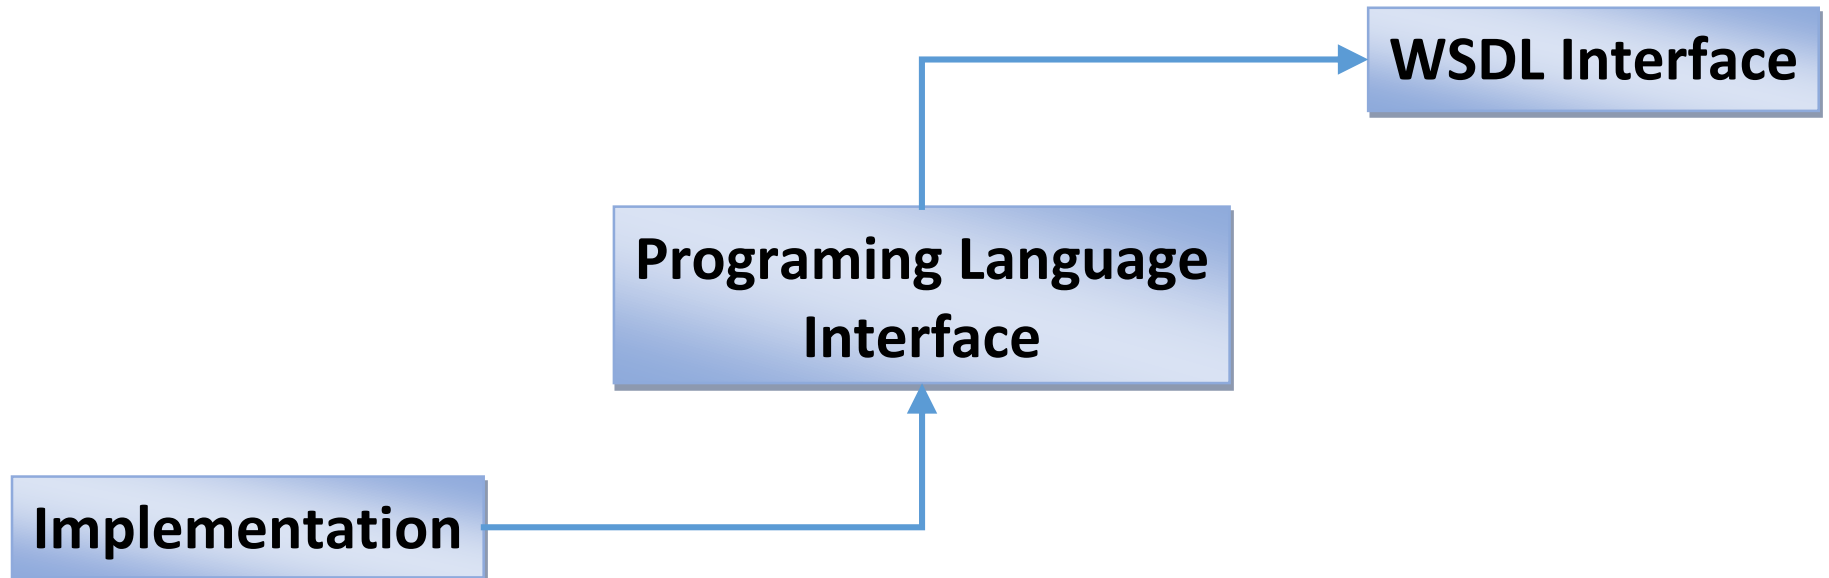 WSDL Interface
Programing Language
Interface
Implementation